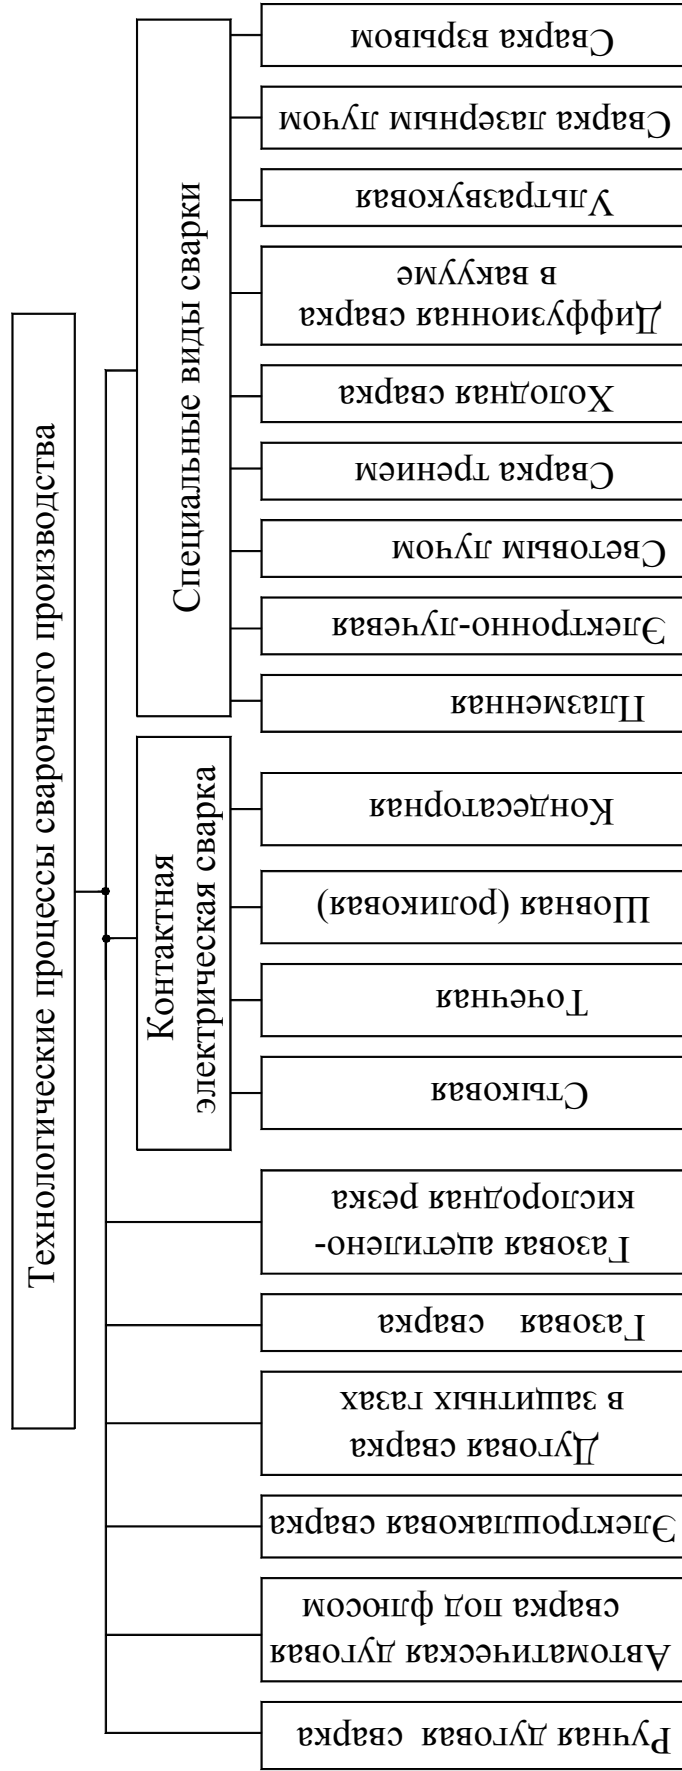 Технологические процессы сварочного производства
Контактная
электрическая сварка
Специальные виды сварки
Ручная дуговая сварка
Автоматическая дуговая
сварка под флюсом
Электрошлаковая сварка
Дуговая сварка
в защитных газах
Газовая сварка
Газовая ацетилено-
кислородная резка
Стыковая
Точечная
Шовная (роликовая)
Кондесаторная
Плазменная
Электронно-лучевая
Световым лучом
Сварка трением
Холодная сварка
Диффузионная сварка
в вакууме
Ультразвуковая
Сварка лазерным лучом
Сварка взрывом